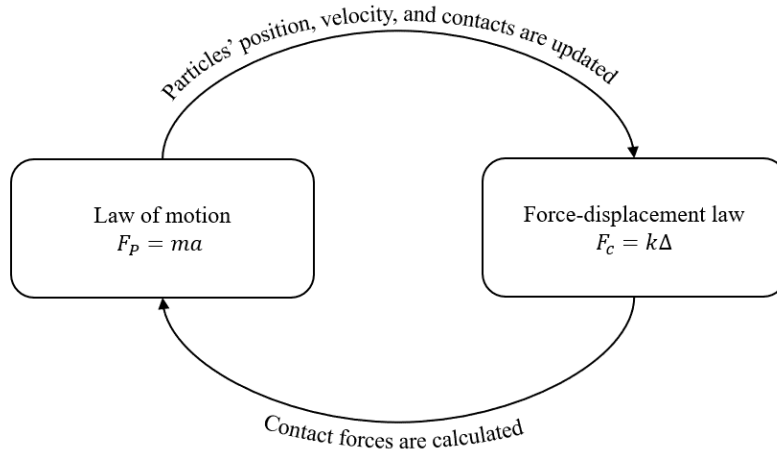 Particles' position, velocity, and contacts are updated
Law of motion
F_P = ma
Force-displacement law
F_c = kΔ
Contact forces are calculated